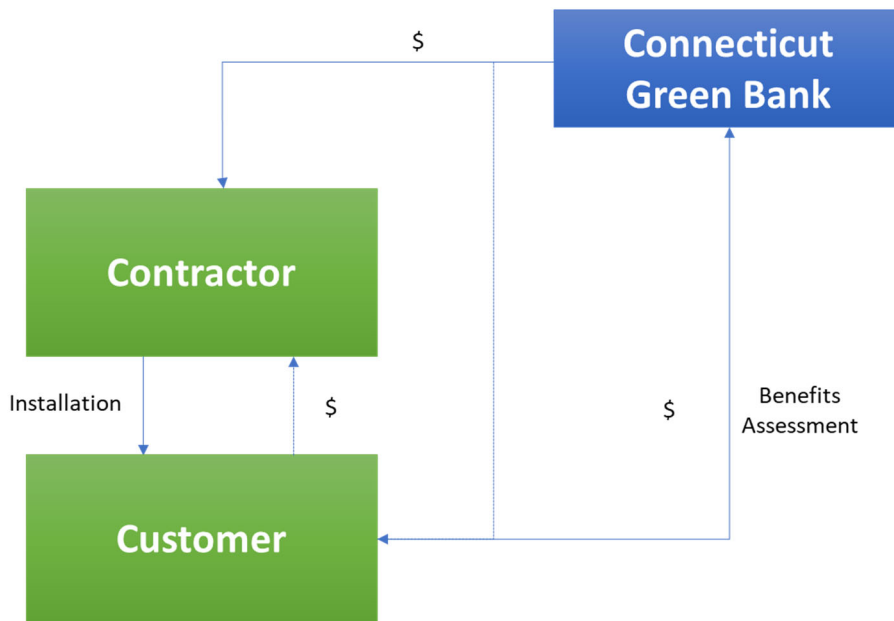 $
Connecticut
Green Bank
Contractor
Installation
$
$
Benefits
Assessment
Customer